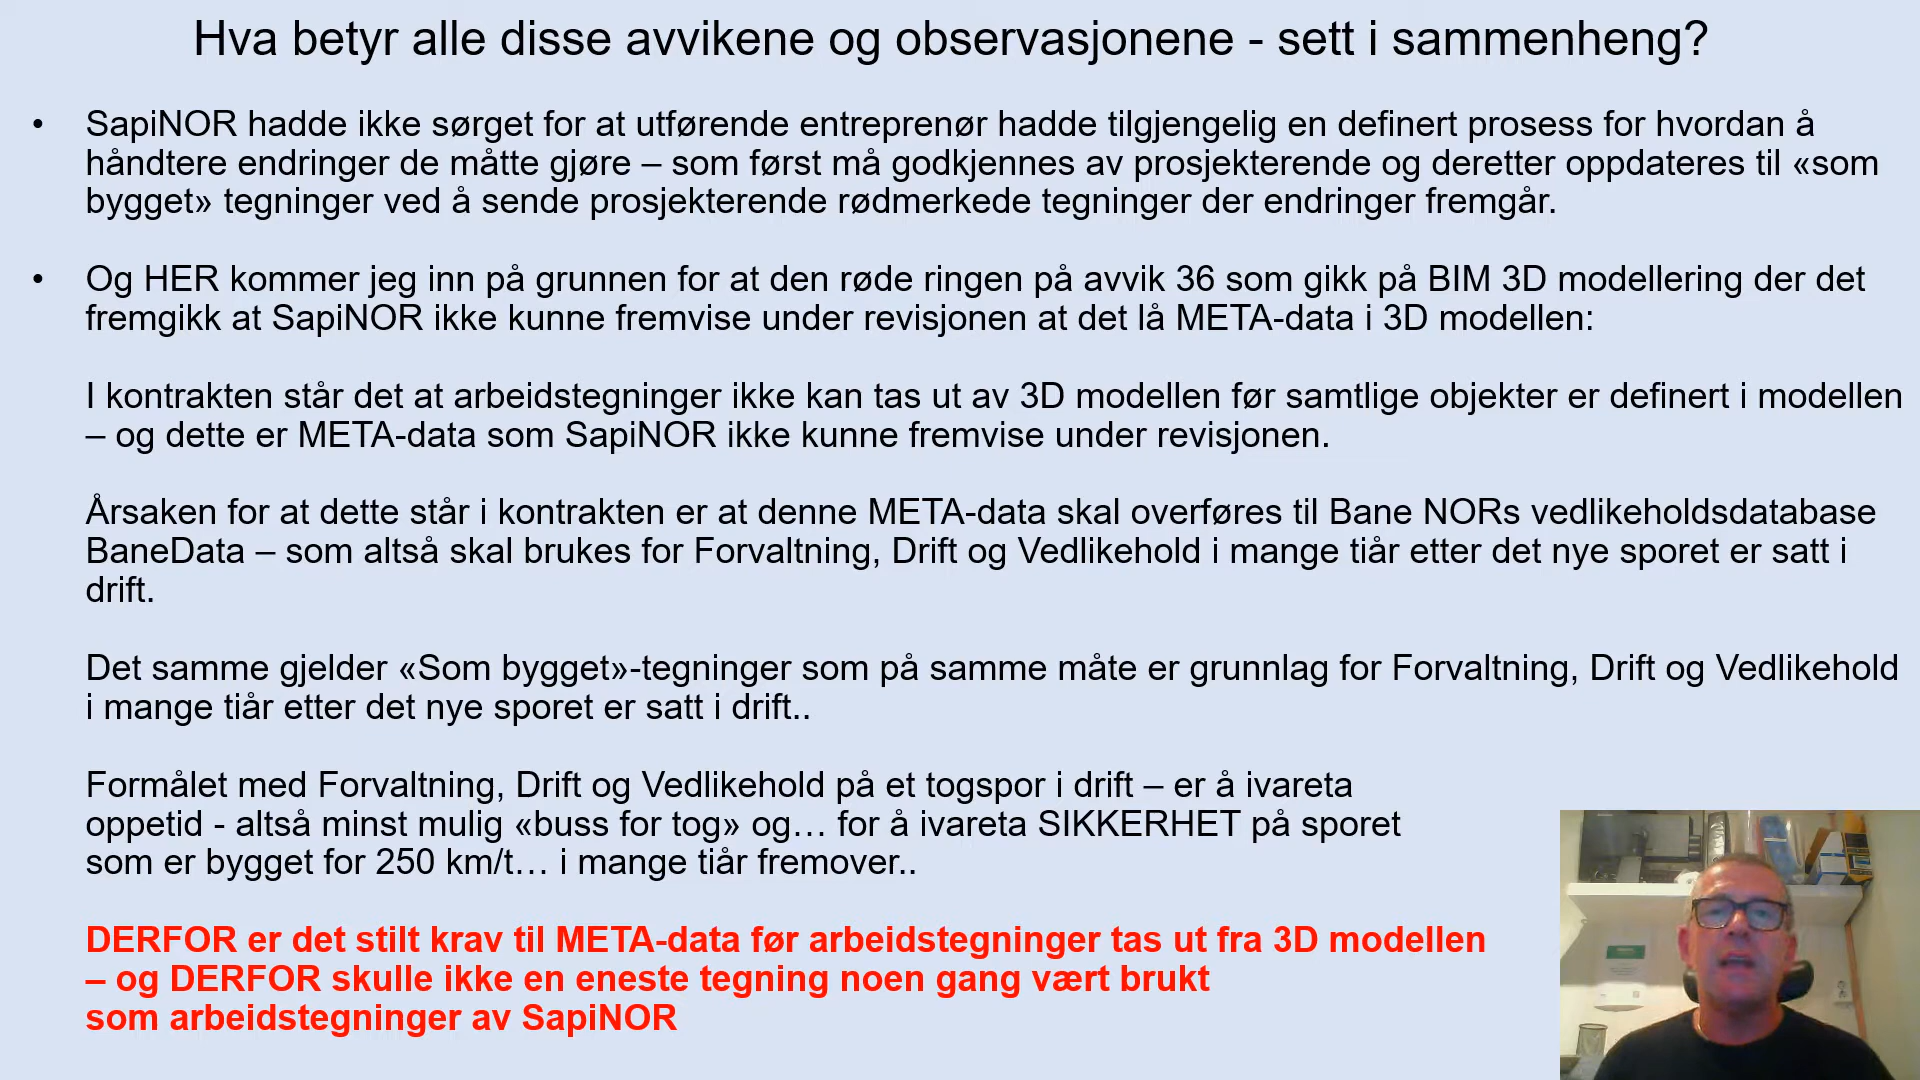 Hva betyr alle disse avvikene og observasjonene - sett i sammenheng?
• SapiNOR hadde ikke sørget for at utførende entreprenør hadde tilgjengelig en definert prosess for hvordan å
håndtere endringer de måtte gjøre – som først må godkjennes av prosjekterende og deretter oppdateres til «som
bygget» tegninger ved å sende prosjekterende rødmerkede tegninger der endringer fremgår.
• Og HER kommer jeg inn på grunnen for at den røde ringen på avvik 36 som gikk på BIM 3D modellering der det
fremgikk at SapiNOR ikke kunne fremvise under revisjonen at det lå META-data i 3D modellen:
I kontrakten står det at arbeidstegninger ikke kan tas ut av 3D modellen før samtlige objekter er definert i modellen
– og dette er META-data som SapiNOR ikke kunne fremvise under revisjonen.
Årsaken for at dette står i kontrakten er at denne META-data skal overføres til Bane NORs vedlikeholdsdatabase
BaneData – som altså skal brukes for Forvaltning, Drift og Vedlikehold i mange tiår etter det nye sporet er satt i
drift.
Det samme gjelder «Som bygget»-tegninger som på samme måte er grunnlag for Forvaltning, Drift og Vedlikehold
i mange tiår etter det nye sporet er satt i drift..
Formålet med Forvaltning, Drift og Vedlikehold på et togspor i drift – er å ivareta
oppetid - altså minst mulig «buss for tog» og… for å ivareta SIKKERHET på sporet
som er bygget for 250 km/t… i mange tiår fremover..
DERFOR er det stilt krav til META-data før arbeidstegninger tas ut fra 3D modellen
– og DERFOR skulle ikke en eneste tegning noen gang vært brukt
som arbeidstegninger av SapiNOR